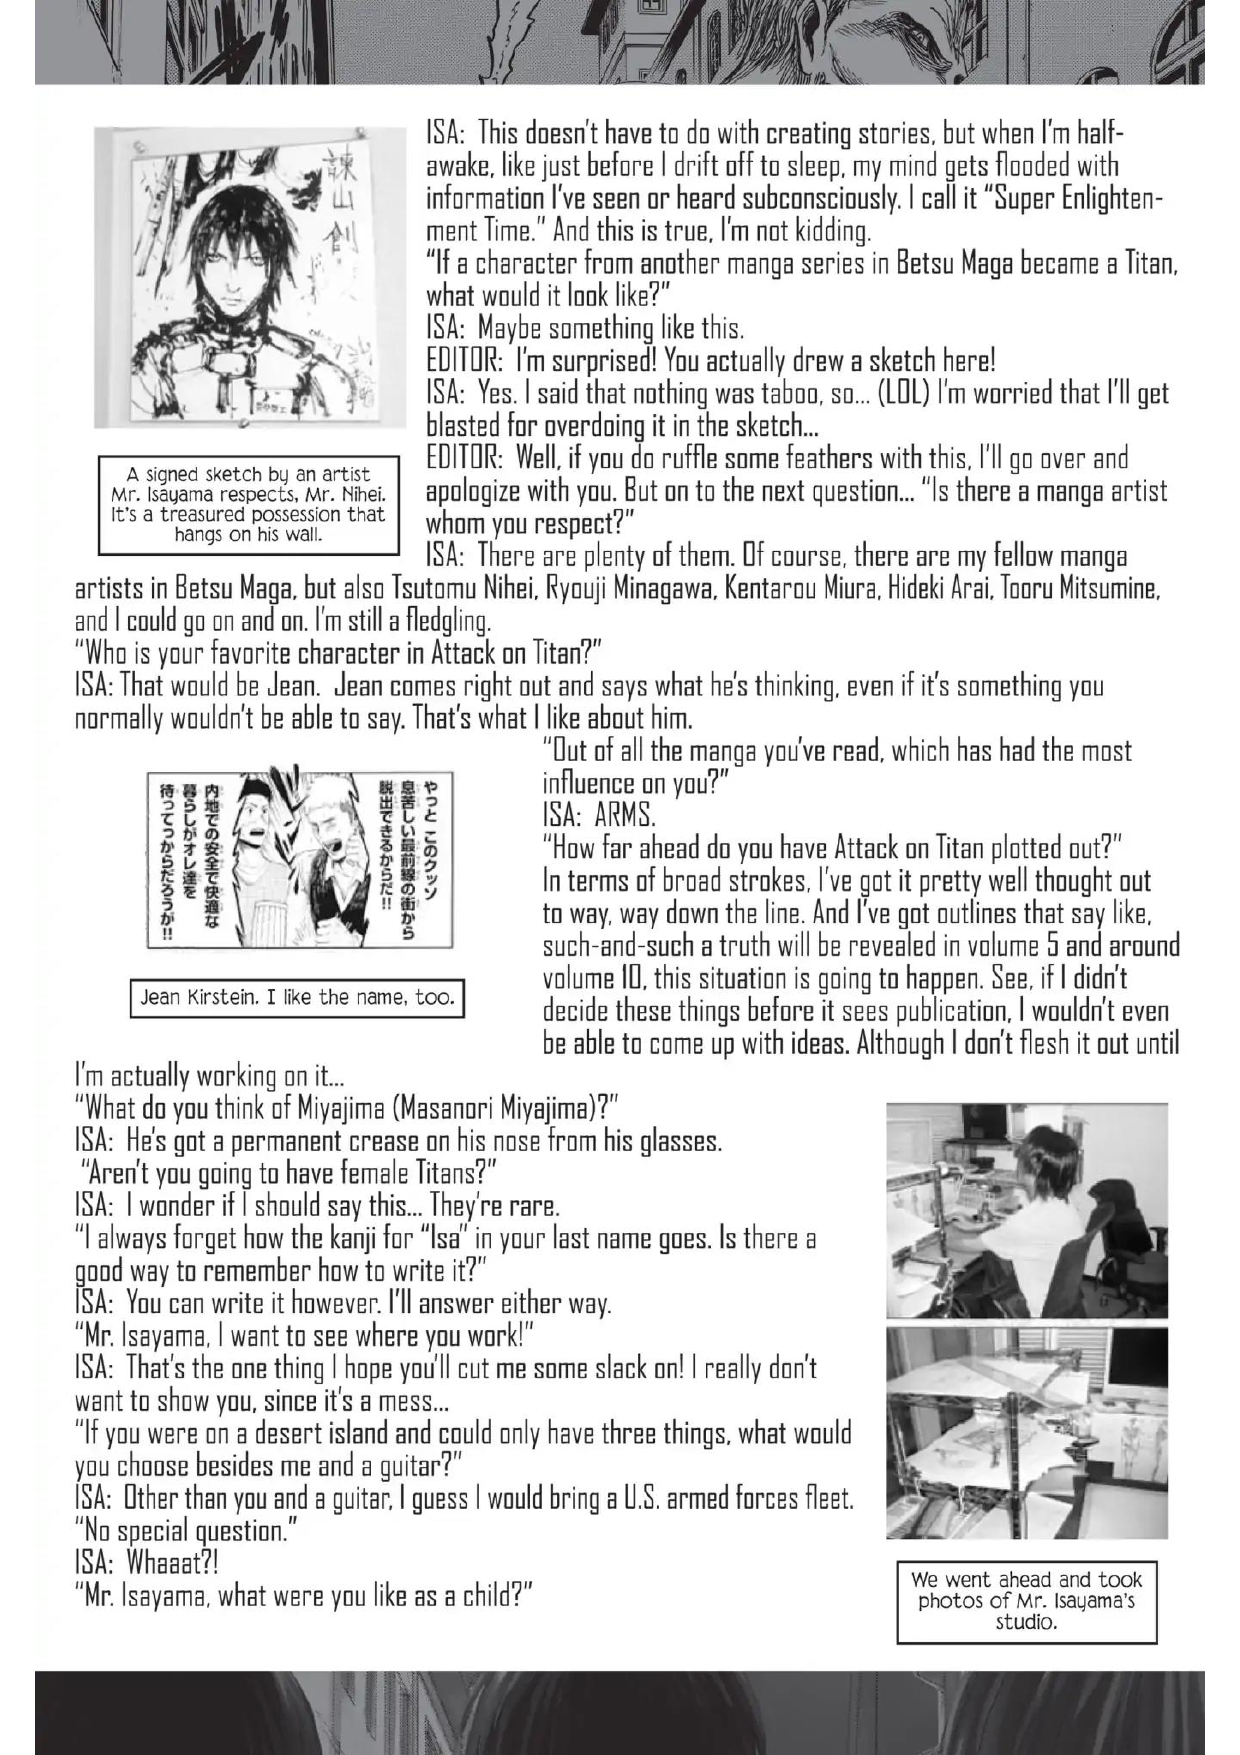 諫山創
ISA: This doesn't have to do with creating stories, but when I'm half-
awake, like just before I drift off to sleep, my mind gets flooded with
information I've seen or heard subconsciously. I call it “Super Enlighten-
ment Time.” And this is true, I'm not kidding.
“If a character from another manga series in Betsu Maga became a Titan,
what would it look like?”
ISA: Maybe something like this.
EDITOR: I'm surprised! You actually drew a sketch here!
ISA: Yes. I said that nothing was taboo, so... (LOL) I'm worried that I'll get
blasted for overdoing it in the sketch...
EDITOR: Well, if you do ruffle some feathers with this, I'll go over and
apologize with you. But on to the next question... “Is there a manga artist
whom you respect?”
ISA: There are plenty of them. Of course, there are my fellow manga
A signed sketch by an artist
Mr. Isayama respects, Mr. Nihei.
It's a treasured possession that
hangs on his wall.
artists in Betsu Maga, but also Tsutomu Nihei, Ryouji Minagawa, Kentarou Miura, Hideki Arai, Tooru Mitsumine,
and I could go on and on. I'm still a fledgling.
“Who is your favorite character in Attack on Titan?”
ISA: That would be Jean. Jean comes right out and says what he's thinking, even if it's something you
normally wouldn't be able to say. That's what I like about him.
やっと このクッソ
息苦しい最前線の街から
脱出できるからだ!!
内地での安全で快適な
暮らしがオレ達を
待ってっからだろうが!!
Jean Kirstein. I like the name, too.
“Out of all the manga you've read, which has had the most
influence on you?”
ISA: ARMS.
“How far ahead do you have Attack on Titan plotted out?”
In terms of broad strokes, I've got it pretty well thought out
to way, way down the line. And I've got outlines that say like,
such-and-such a truth will be revealed in volume 5 and around
volume 10, this situation is going to happen. See, if I didn't
decide these things before it sees publication, I wouldn't even
be able to come up with ideas. Although I don't flesh it out until
I'm actually working on it...
“What do you think of Miyajima (Masanori Miyajima)?”
ISA: He's got a permanent crease on his nose from his glasses.
“Aren't you going to have female Titans?”
ISA: I wonder if I should say this... They're rare.
“I always forget how the kanji for “Isa” in your last name goes. Is there a
good way to remember how to write it?”
ISA: You can write it however. I'll answer either way.
“Mr. Isayama, I want to see where you work!”
ISA: That's the one thing I hope you'll cut me some slack on! I really don't
want to show you, since it's a mess...
“If you were on a desert island and could only have three things, what would
you choose besides me and a guitar?”
ISA: Other than you and a guitar, I guess I would bring a U.S. armed forces fleet.
“No special question.”
ISA: Whaaat?!
“Mr. Isayama, what were you like as a child?”
We went ahead and took
photos of Mr. Isayama's
studio.